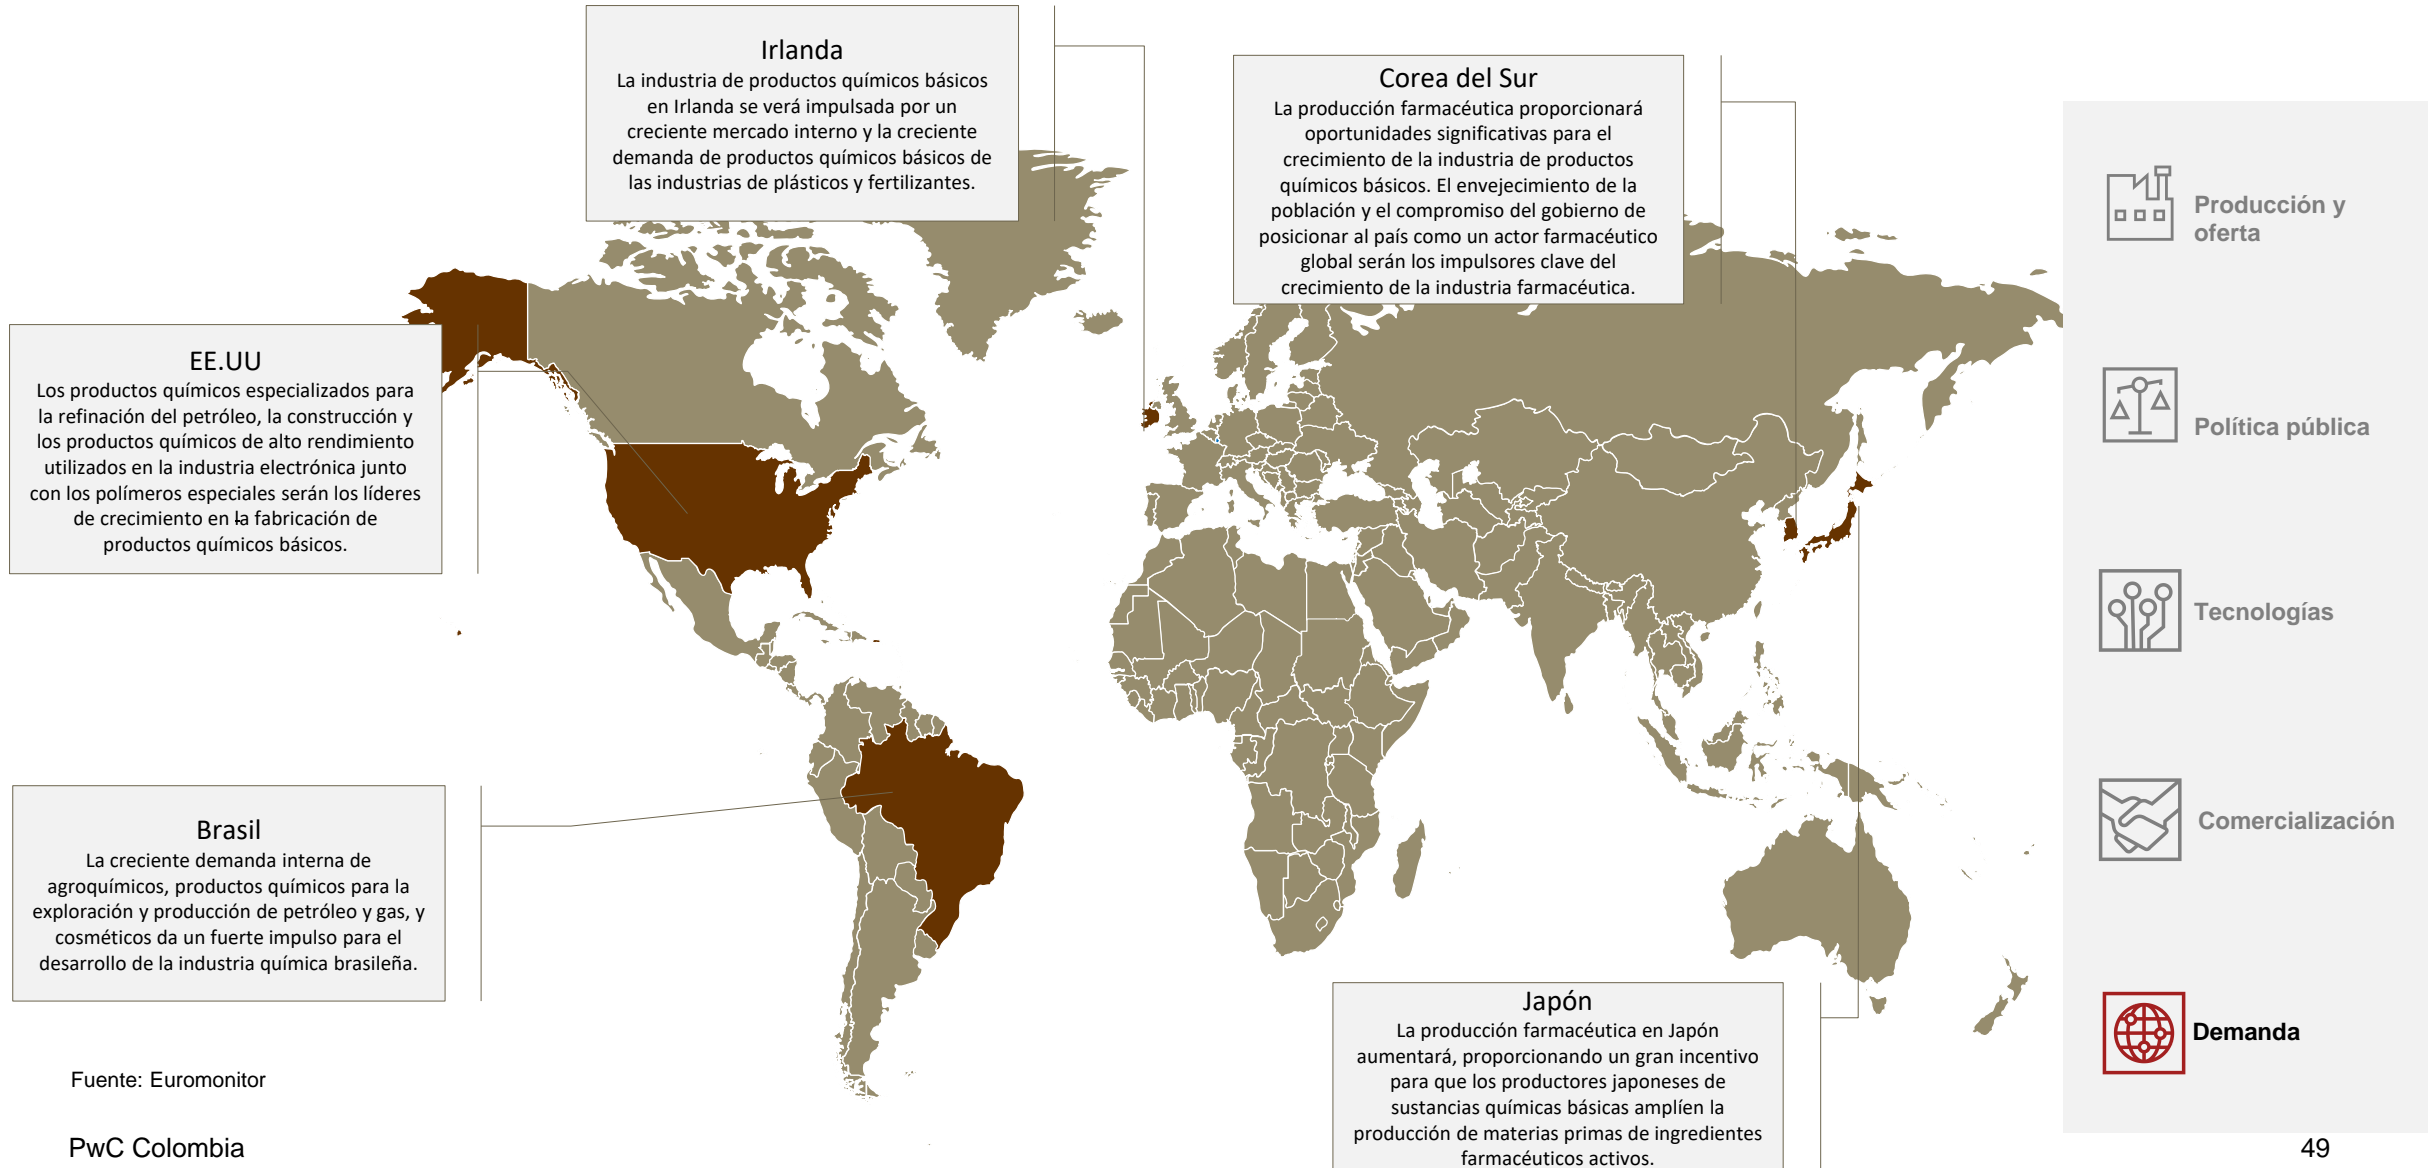 Irlanda
La industria de productos químicos básicos
en Irlanda se verá impulsada por un
creciente mercado interno y la creciente
demanda de productos químicos básicos de
las industrias de plásticos y fertilizantes.
Corea del Sur
La producción farmacéutica proporcionará
oportunidades significativas para el
crecimiento de la industria de productos
químicos básicos. El envejecimiento de la
población y el compromiso del gobierno de
posicionar al país como un actor farmacéutico
global serán los impulsores clave del
crecimiento de la industria farmacéutica.
EE.UU
Los productos químicos especializados para
la refinación del petróleo, la construcción y
los productos químicos de alto rendimiento
utilizados en la industria electrónica junto
con los polímeros especiales serán los líderes
de crecimiento en la fabricación de
productos químicos básicos.
Brasil
La creciente demanda interna de
agroquímicos, productos químicos para la
exploración y producción de petróleo y gas, y
cosméticos da un fuerte impulso para el
desarrollo de la industria química brasileña.
Japón
La producción farmacéutica en Japón
aumentará, proporcionando un gran incentivo
para que los productores japoneses de
sustancias químicas básicas amplíen la
producción de materias primas de ingredientes
farmacéuticos activos.
Producción y
oferta
Política pública
Tecnologías
Comercialización
Demanda
Fuente: Euromonitor
PwC Colombia
49